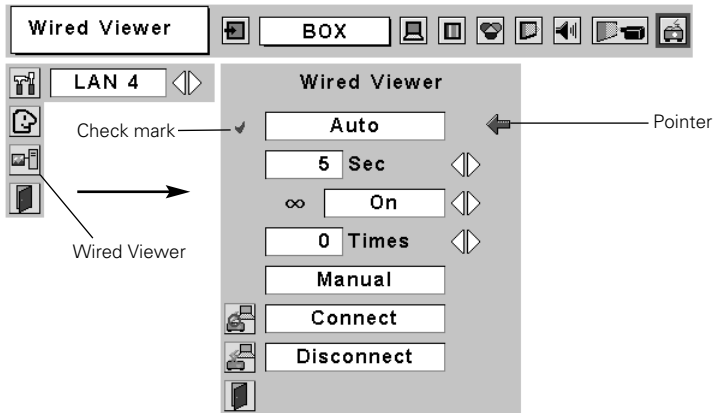 Wired Viewer
BOX
LAN 4
Wired Viewer
Check mark
Auto
Pointer
5 Sec
∞ On
Wired Viewer
0 Times
Manual
Connect
Disconnect